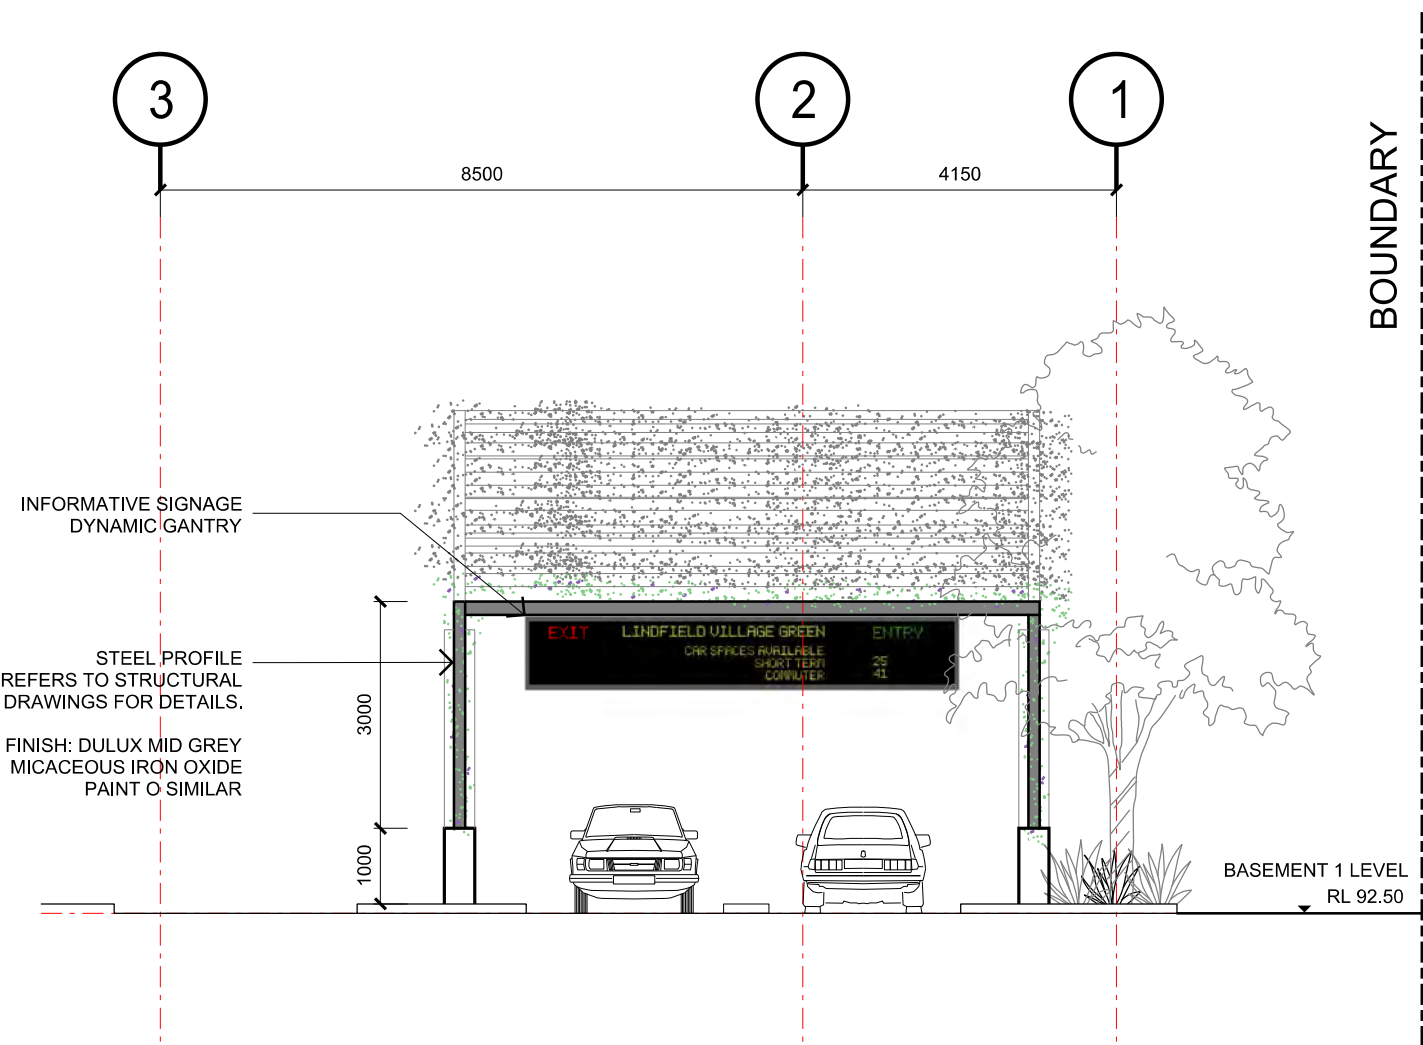 3
2
1
8500
4150
BOUNDARY
INFORMATIVE SIGNAGE
DYNAMIC GANTRY
EXIT
LINDFIELD VILLAGE GREEN
ENTRY
CAR SPACES AVAILABLE
SHORT TERM 25
COMMUTER 41
STEEL PROFILE
REFERS TO STRUCTURAL
DRAWINGS FOR DETAILS.
FINISH: DULUX MID GREY
MICACEOUS IRON OXIDE
PAINT O SIMILAR
3000
1000
BASEMENT 1 LEVEL
RL 92.50